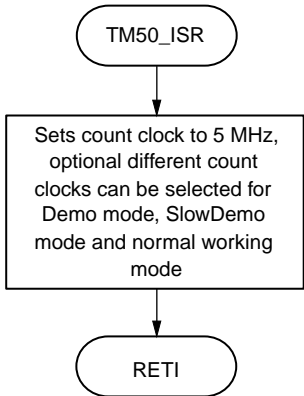 TM50_ISR
Sets count clock to 5 MHz,
optional different count
clocks can be selected for
Demo mode, SlowDemo
mode and normal working
mode
RETI